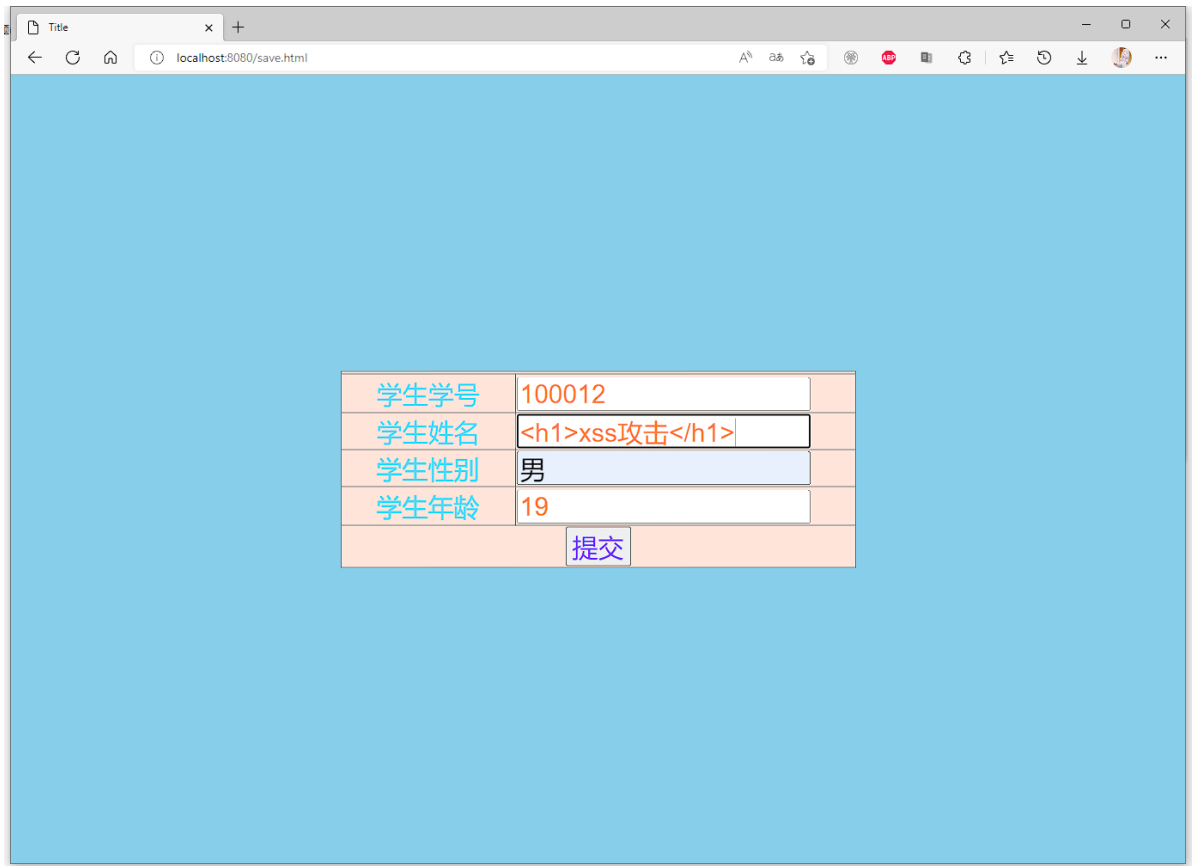 Title
localhost:8080/save.html
ABP
学生学号 100012
学生姓名 <h1>xss攻击</h1>
学生性别 男
学生年龄 19
提交